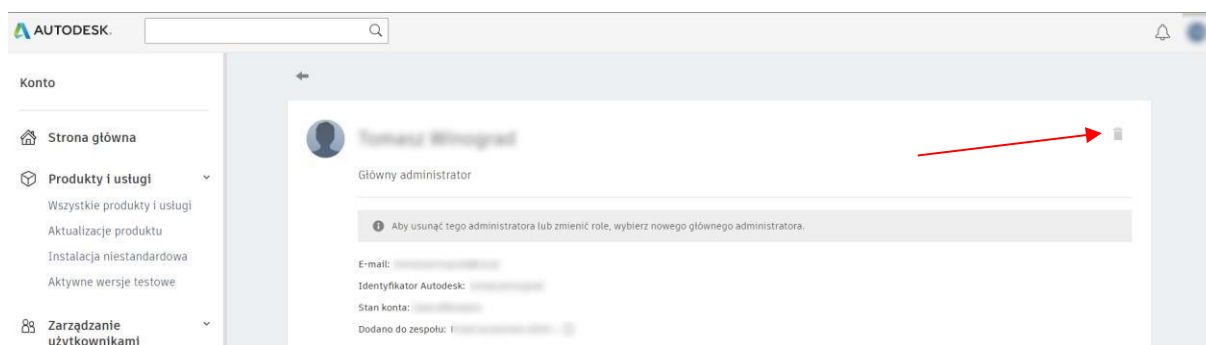 AUTODESK.
Konto
Strona główna
Produkty i usługi
Wszystkie produkty i usługi
Aktualizacje produktu
Instalacja niestandardowa
Aktywne wersje testowe
Zarządzanie
użytkownikami
Główny administrator
Aby usunąć tego administratora lub zmienić role, wybierz nowego głównego administratora.
E-mail:
Identyfikator Autodesk:
Stan konta:
Dodano do zespołu: